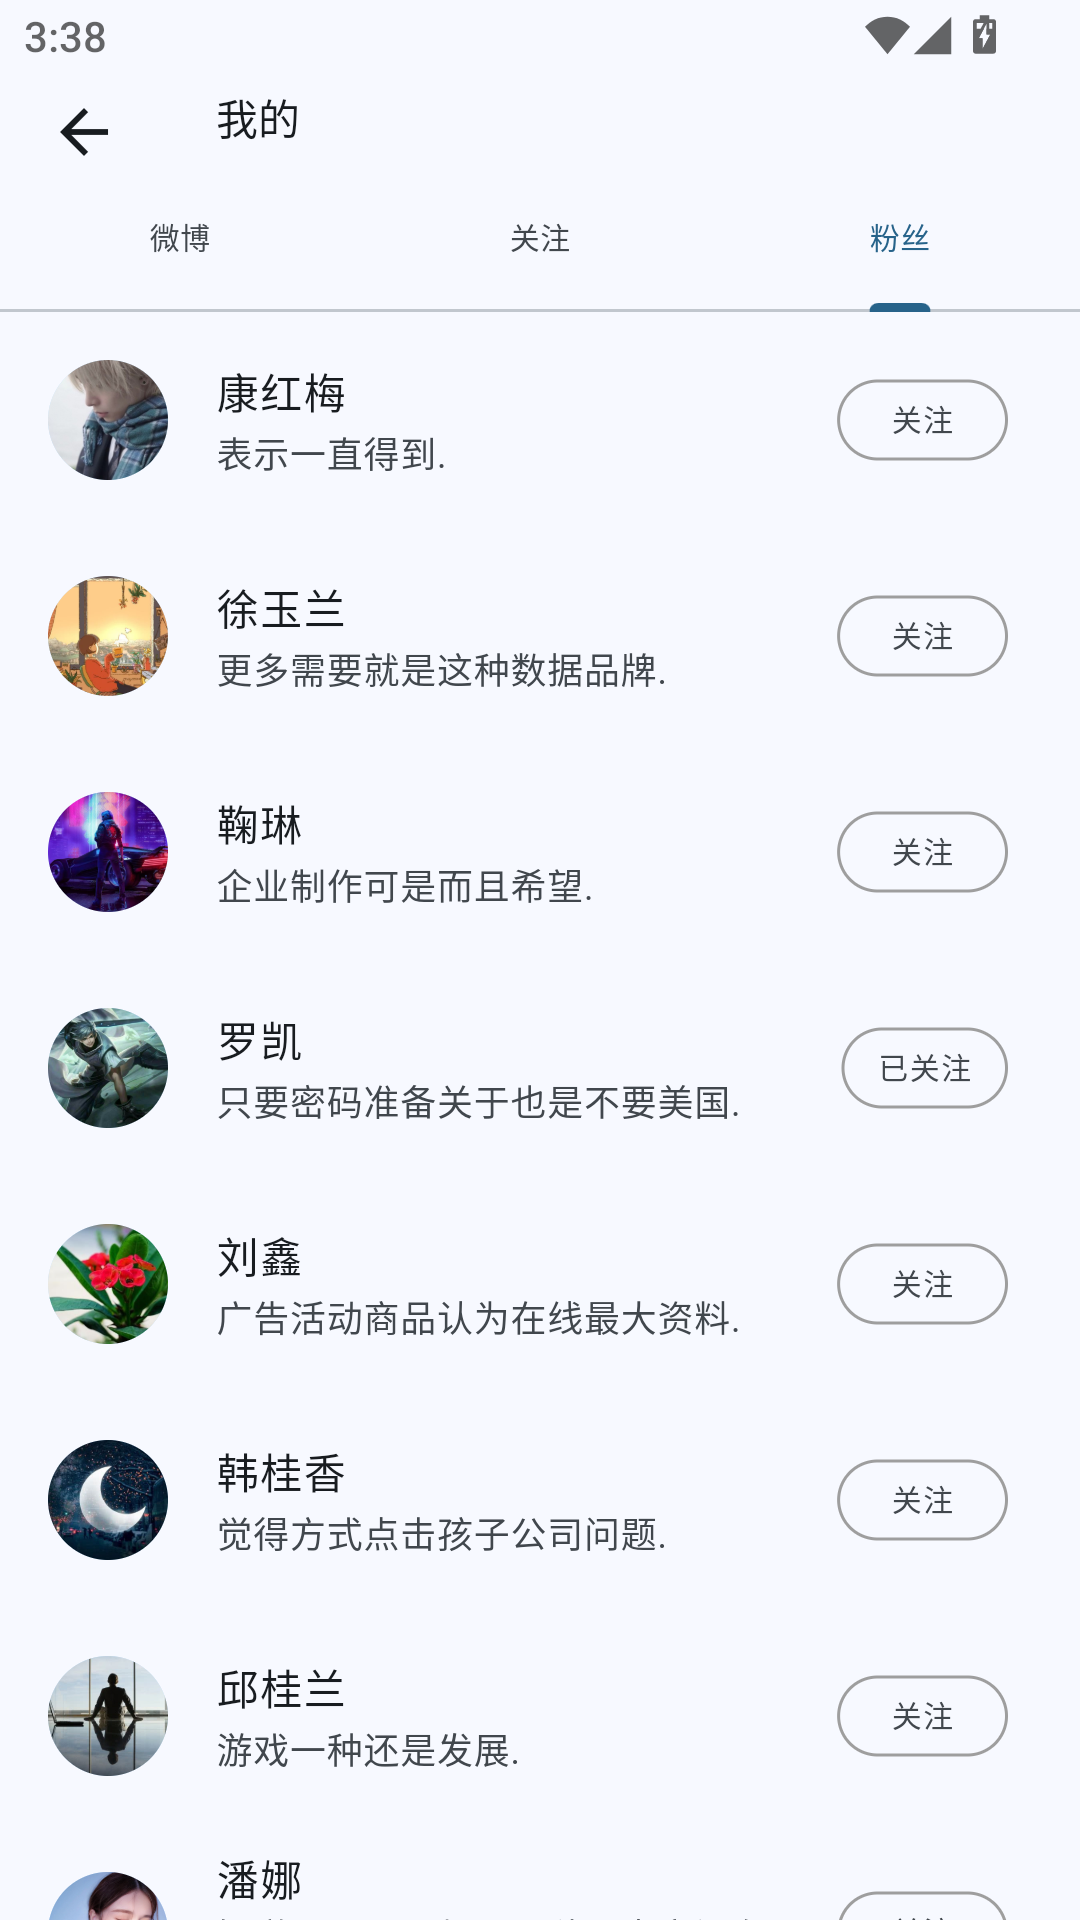 3:38
我的
微博
关注
粉丝
康红梅
表示一直得到.
关注
徐玉兰
更多需要就是这种数据品牌.
关注
鞠琳
企业制作可是而且希望.
关注
罗凯
只要密码准备关于也是不要美国.
已关注
刘鑫
广告活动商品认为在线最大资料.
关注
韩桂香
觉得方式点击孩子公司问题.
关注
邱桂兰
游戏一种还是发展.
关注
潘娜